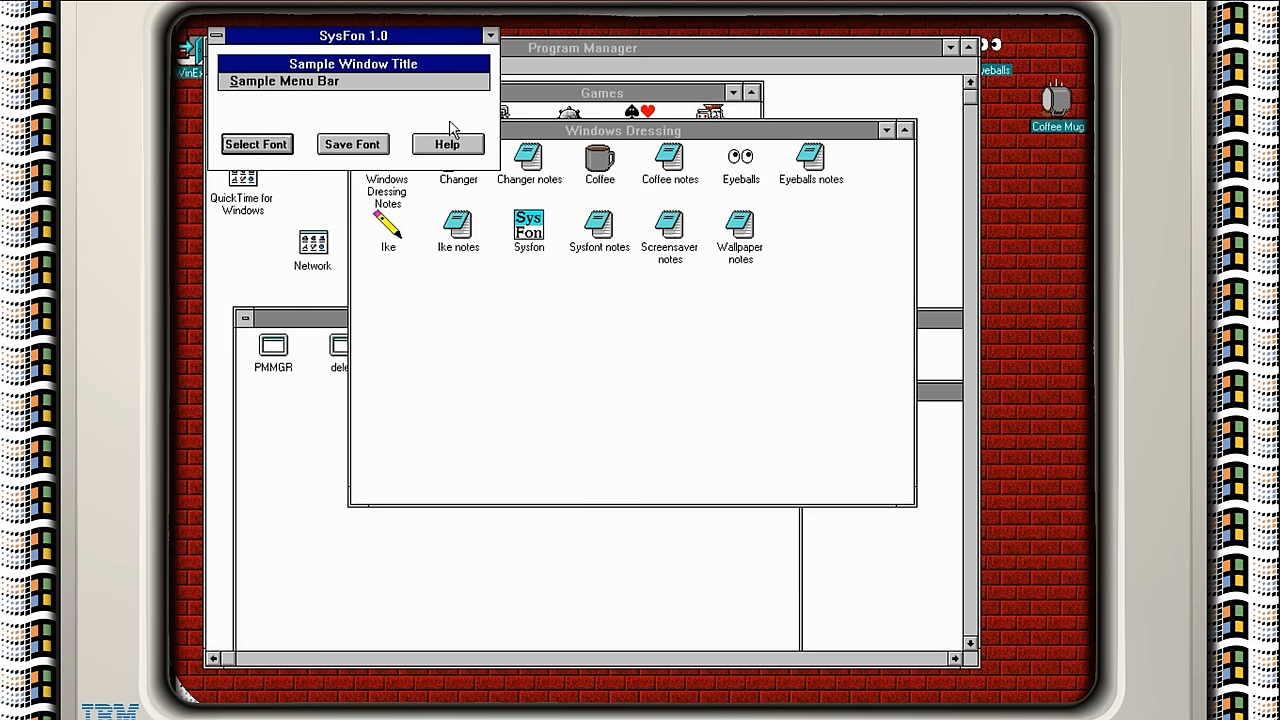 SysFon 1.0
Program Manager
Sample Window Title
Sample Menu Bar
Games
Coffee Mug
Windows Dressing
Select Font
Save Font
Help
Windows
Dressing
Notes
Changer
Changer notes
Coffee
Coffee notes
Eyeballs
Eyeballs notes
QuickTime for
Windows
Ike
Ike notes
Sys
Fon
Sysfon
Sysfont notes
Screensaver
notes
Wallpaper
notes
Network
PMMGR
dele
IBM